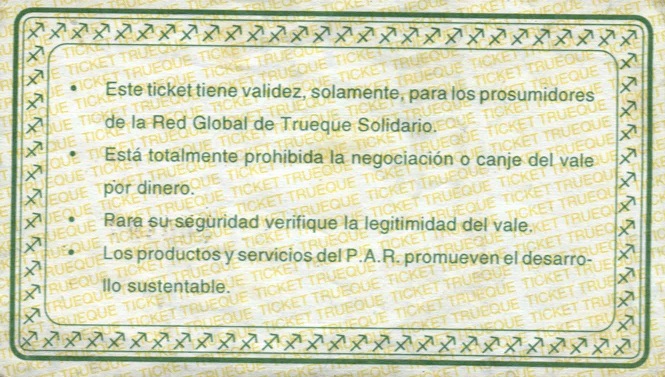 • Este ticket tiene validez, solamente, para los prosumidores
de la Red Global de Trueque Solidario.
• Está totalmente prohibida la negociación o canje del vale
por dinero.
• Para su seguridad verifique la legitimidad del vale.
• Los productos y servicios del P.A.R. promueven el desarro-
llo sustentable.
TICKET TRUEQUE